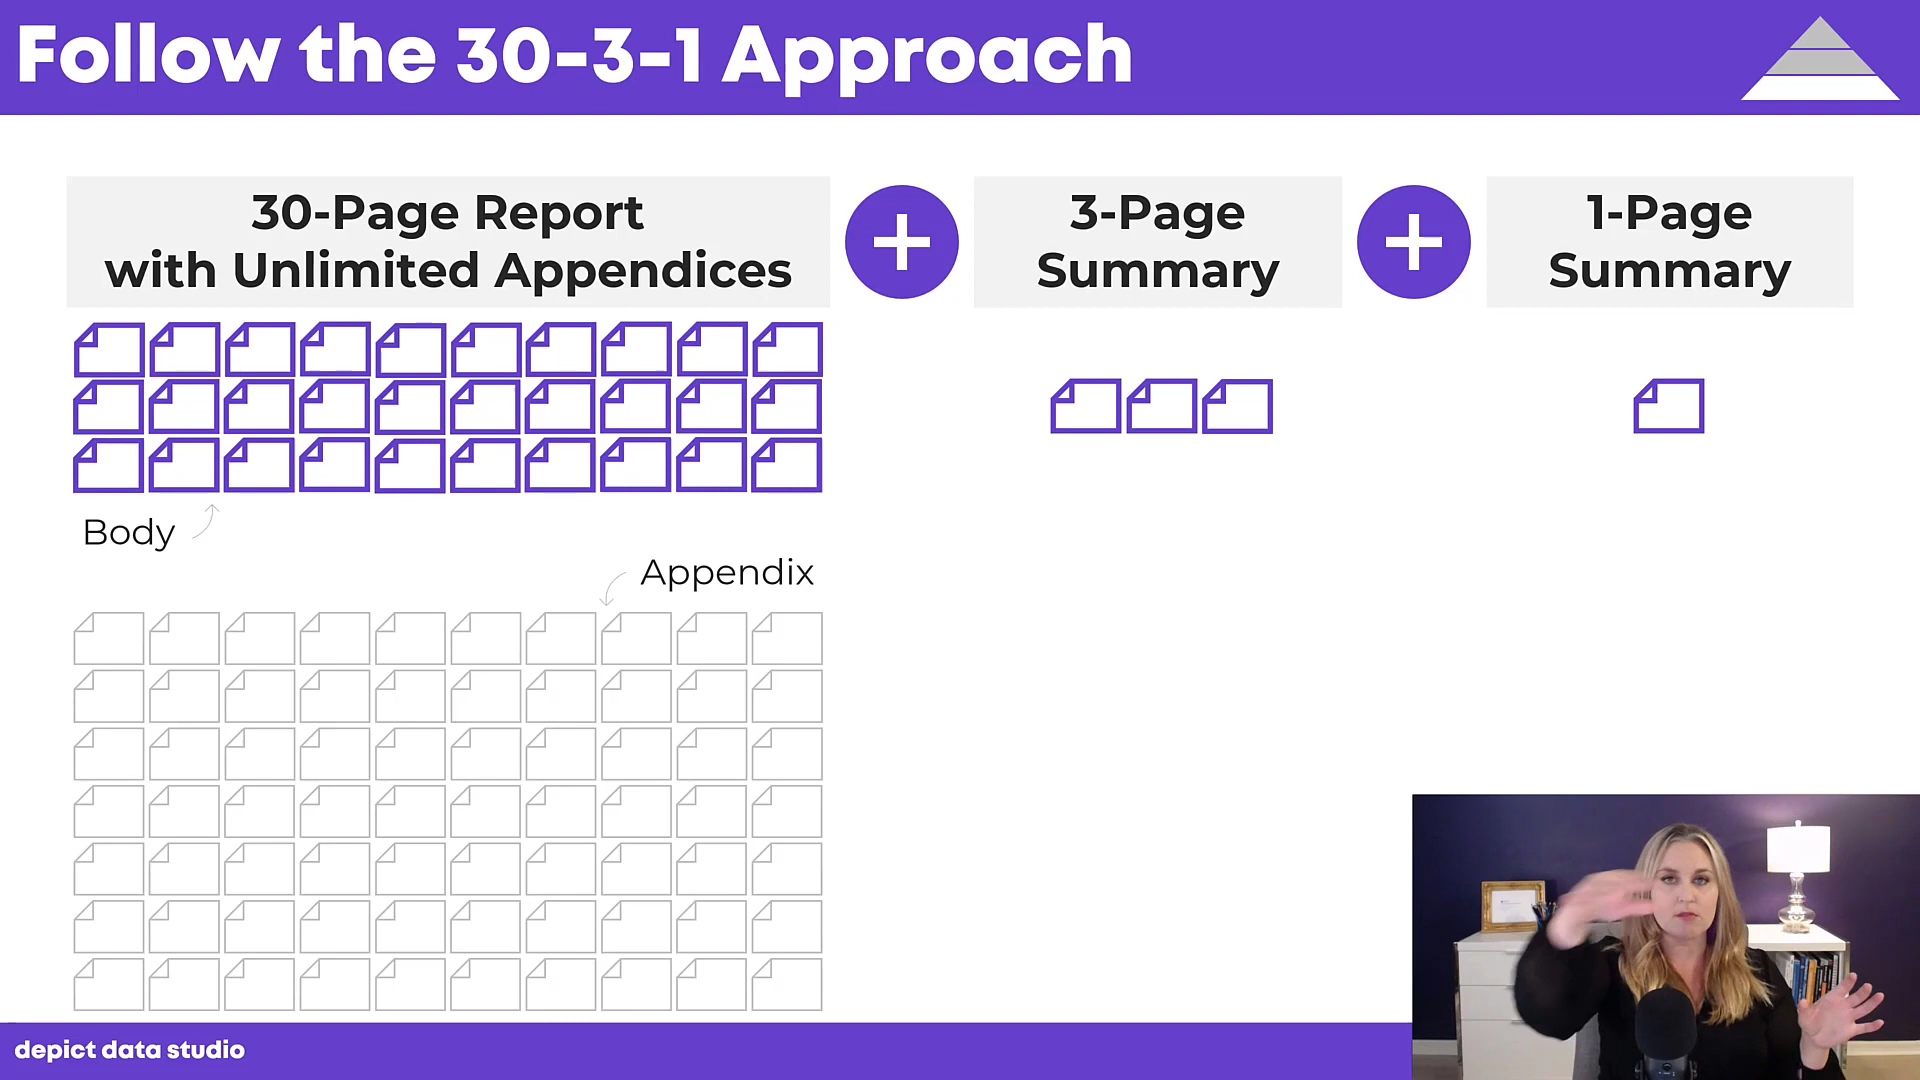 Follow the 30-3-1 Approach
30-Page Report
with Unlimited Appendices
+
3-Page
Summary
+
1-Page
Summary
Body
Appendix
depict data studio